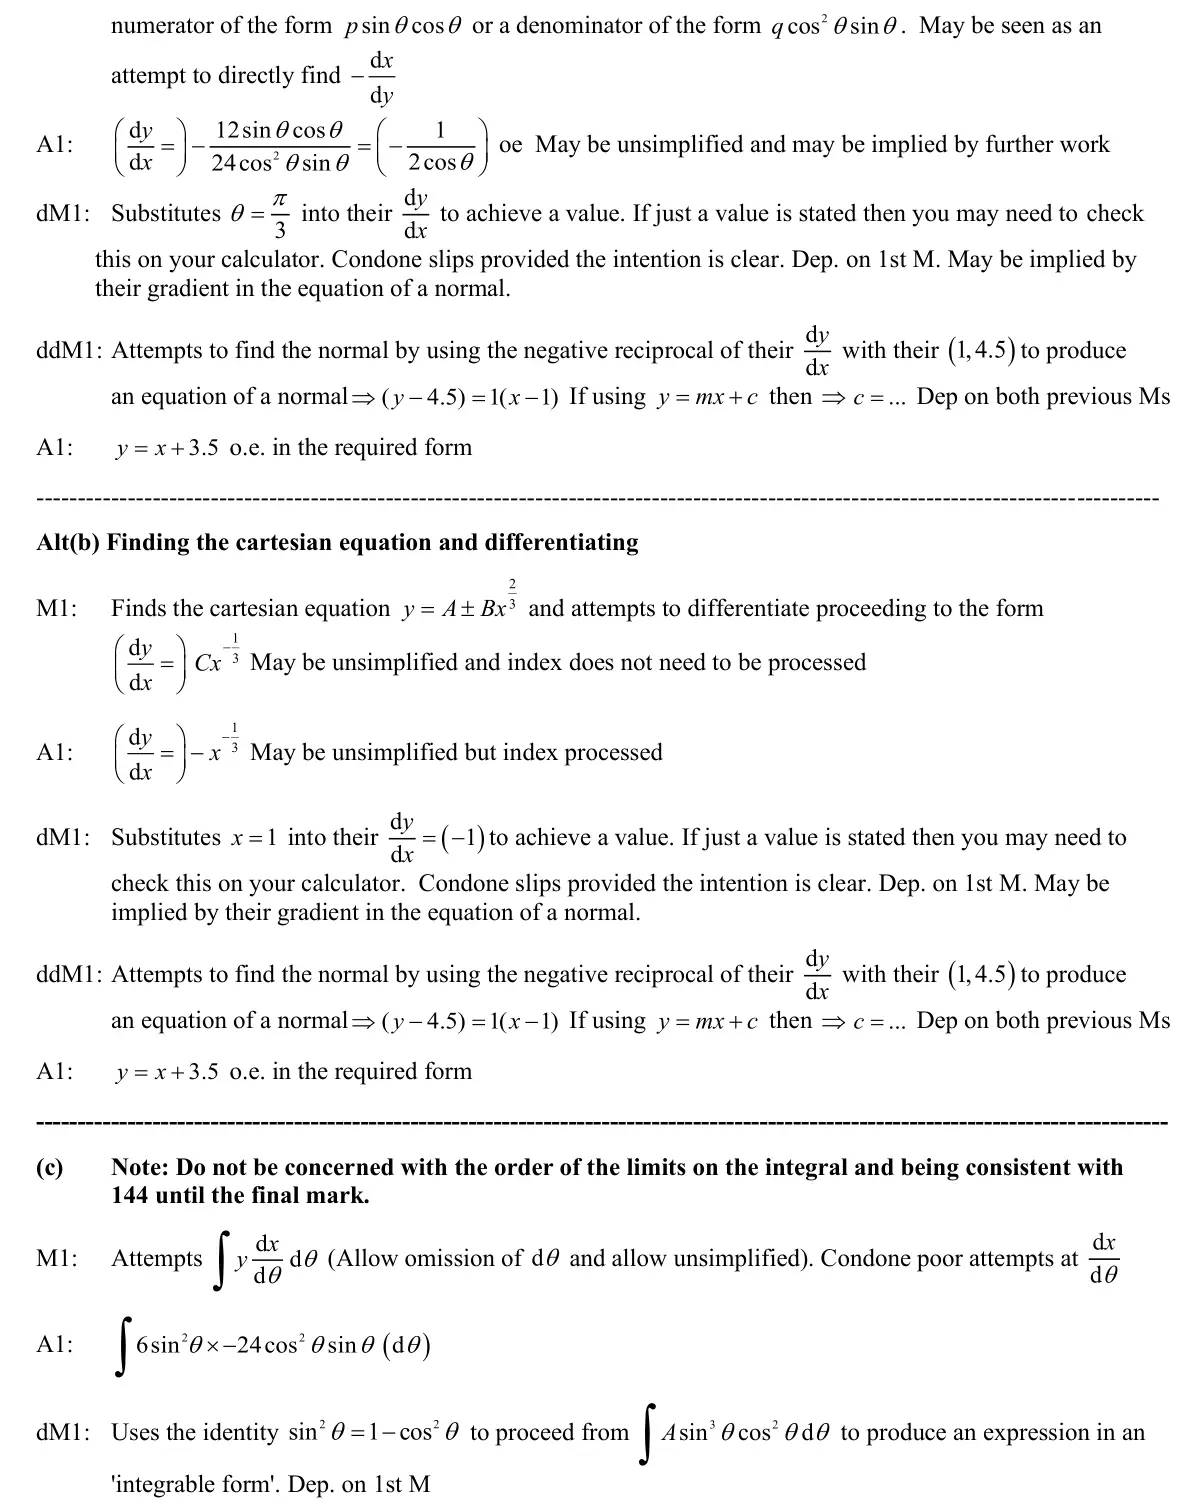 numerator of the form p sin θ cos θ or a denominator of the form q cos² θ sin θ. May be seen as an
attempt to directly find −dx/dy
A1: (dy/dx =) − 12 sin θ cos θ / 24 cos² θ sin θ = (− 1/(2 cos θ)) oe May be unsimplified and may be implied by further work
dM1: Substitutes θ = π/3 into their dy/dx to achieve a value. If just a value is stated then you may need to check
this on your calculator. Condone slips provided the intention is clear. Dep. on 1st M. May be implied by
their gradient in the equation of a normal.
ddM1: Attempts to find the normal by using the negative reciprocal of their dy/dx with their (1, 4.5) to produce
an equation of a normal ⇒ (y − 4.5) = 1(x − 1) If using y = mx + c then ⇒ c = ... Dep on both previous Ms
A1: y = x + 3.5 o.e. in the required form
Alt(b) Finding the cartesian equation and differentiating
M1: Finds the cartesian equation y = A ± Bx^(2/3) and attempts to differentiate proceeding to the form
(dy/dx =) Cx^(−1/3) May be unsimplified and index does not need to be processed
A1: (dy/dx =) − x^(−1/3) May be unsimplified but index processed
dM1: Substitutes x = 1 into their dy/dx = (−1) to achieve a value. If just a value is stated then you may need to
check this on your calculator. Condone slips provided the intention is clear. Dep. on 1st M. May be
implied by their gradient in the equation of a normal.
ddM1: Attempts to find the normal by using the negative reciprocal of their dy/dx with their (1, 4.5) to produce
an equation of a normal ⇒ (y − 4.5) = 1(x − 1) If using y = mx + c then ⇒ c = ... Dep on both previous Ms
A1: y = x + 3.5 o.e. in the required form
(c) Note: Do not be concerned with the order of the limits on the integral and being consistent with
144 until the final mark.
M1: Attempts ∫ y dx/dθ dθ (Allow omission of dθ and allow unsimplified). Condone poor attempts at dx/dθ
A1: ∫ 6 sin²θ × −24 cos² θ sin θ (dθ)
dM1: Uses the identity sin² θ = 1 − cos² θ to proceed from ∫ A sin³ θ cos² θ dθ to produce an expression in an
'integrable form'. Dep. on 1st M